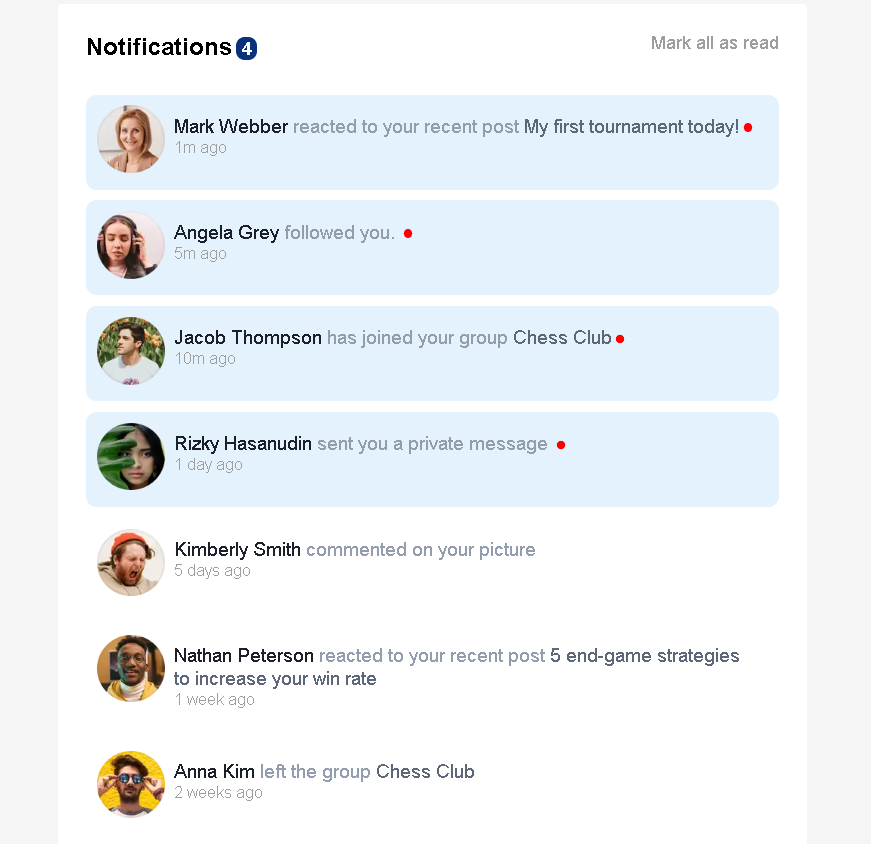 Notifications 4
Mark all as read
Mark Webber reacted to your recent post My first tournament today!
1m ago
Angela Grey followed you.
5m ago
Jacob Thompson has joined your group Chess Club
10m ago
Rizky Hasanudin sent you a private message
1 day ago
Kimberly Smith commented on your picture
5 days ago
Nathan Peterson reacted to your recent post 5 end-game strategies
to increase your win rate
1 week ago
Anna Kim left the group Chess Club
2 weeks ago